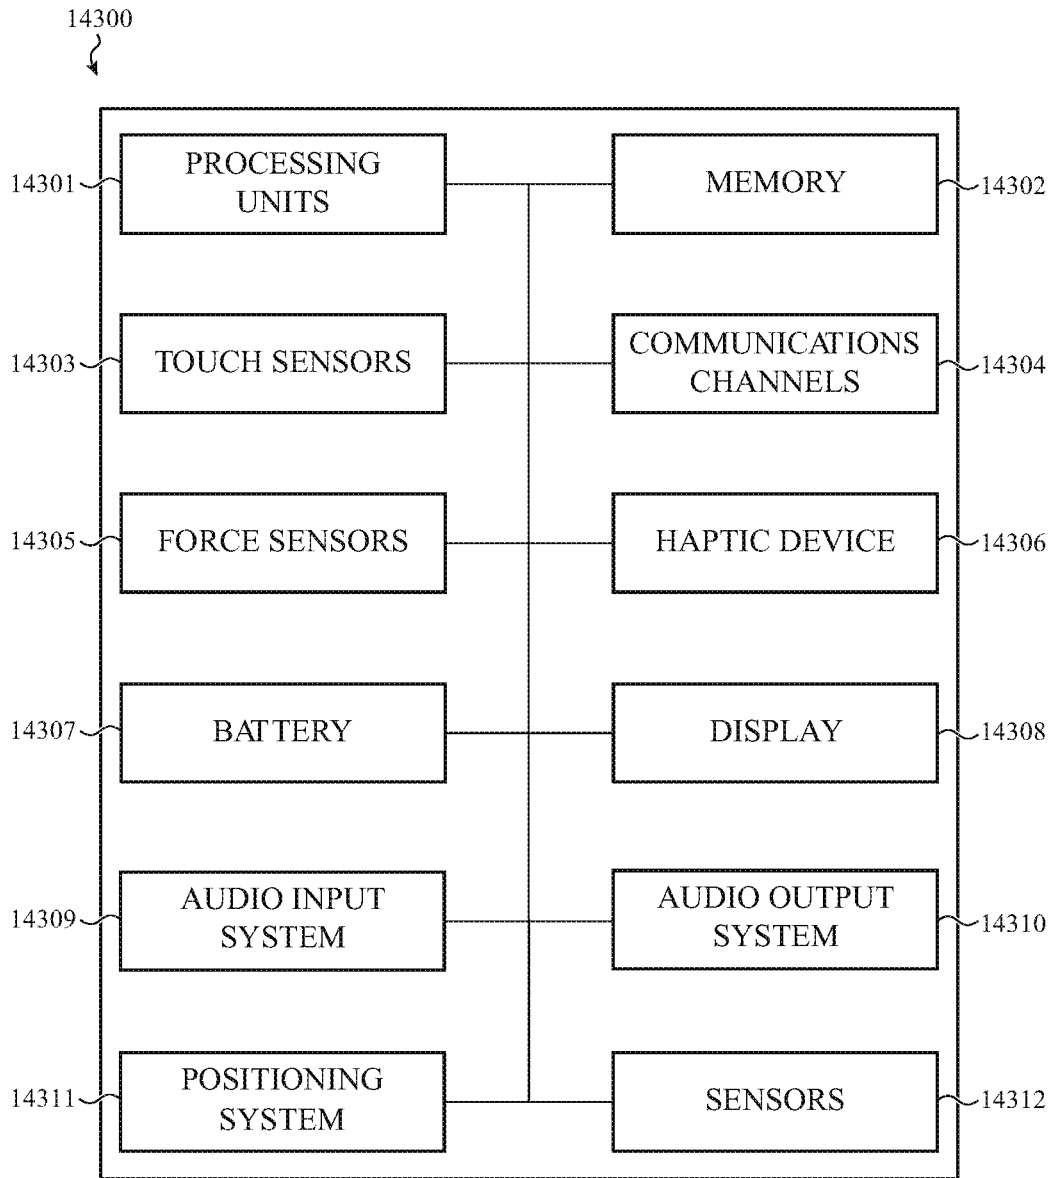 14300
14301
PROCESSING
UNITS
MEMORY
14302
14303
TOUCH SENSORS
COMMUNICATIONS
CHANNELS
14304
14305
FORCE SENSORS
HAPTIC DEVICE
14306
14307
BATTERY
DISPLAY
14308
14309
AUDIO INPUT
SYSTEM
AUDIO OUTPUT
SYSTEM
14310
14311
POSITIONING
SYSTEM
SENSORS
14312